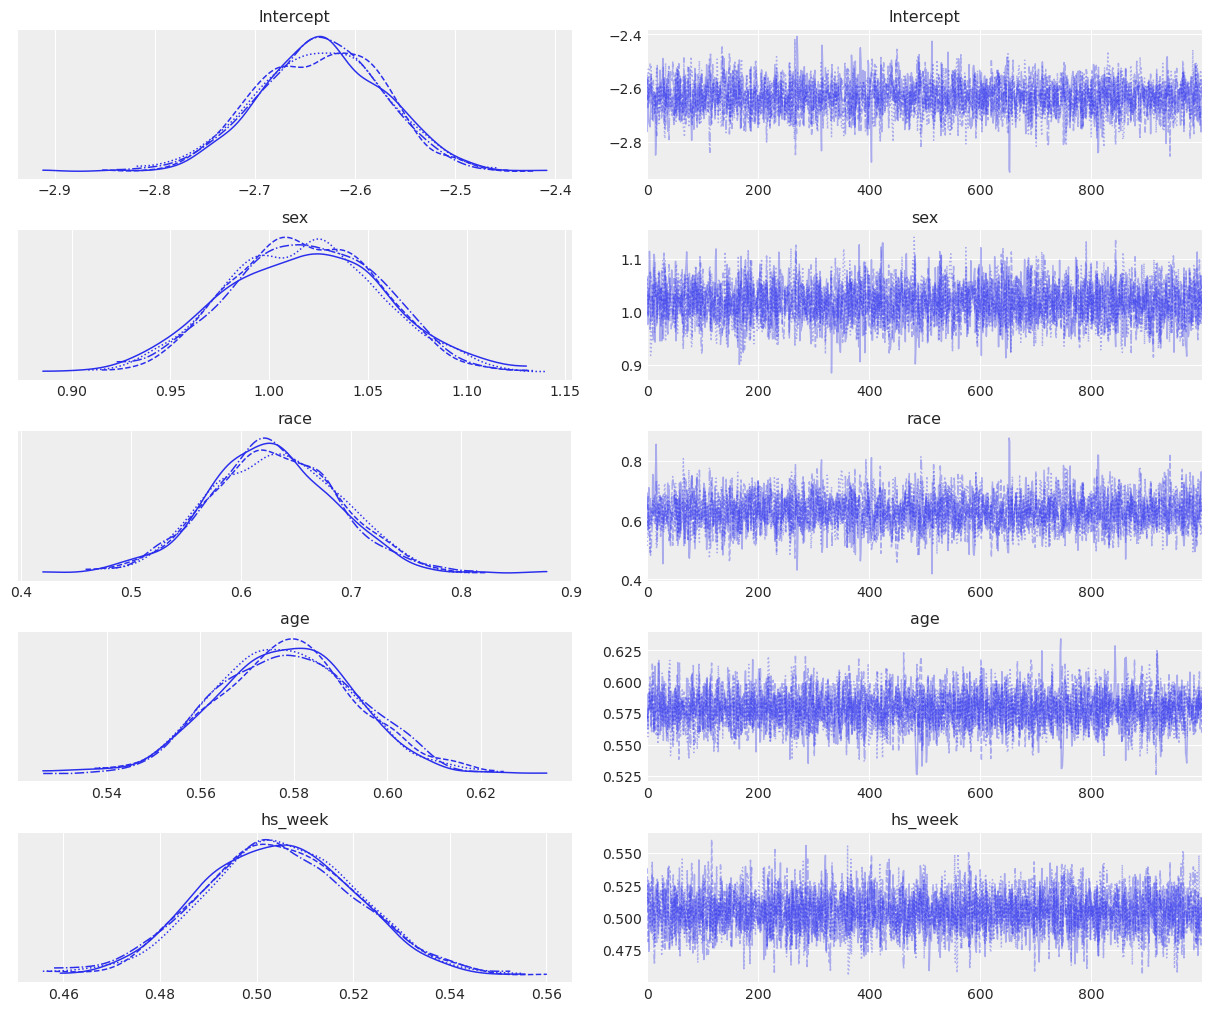 Intercept
Intercept
−2.9 −2.8 −2.7 −2.6 −2.5 −2.4
−2.4
−2.6
−2.8
0 200 400 600 800
sex
sex
0.90 0.95 1.00 1.05 1.10 1.15
1.1
1.0
0.9
0 200 400 600 800
race
race
0.4 0.5 0.6 0.7 0.8 0.9
0.8
0.6
0.4
0 200 400 600 800
age
age
0.54 0.56 0.58 0.60 0.62
0.625
0.600
0.575
0.550
0.525
0 200 400 600 800
hs_week
hs_week
0.46 0.48 0.50 0.52 0.54 0.56
0.550
0.525
0.500
0.475
0 200 400 600 800